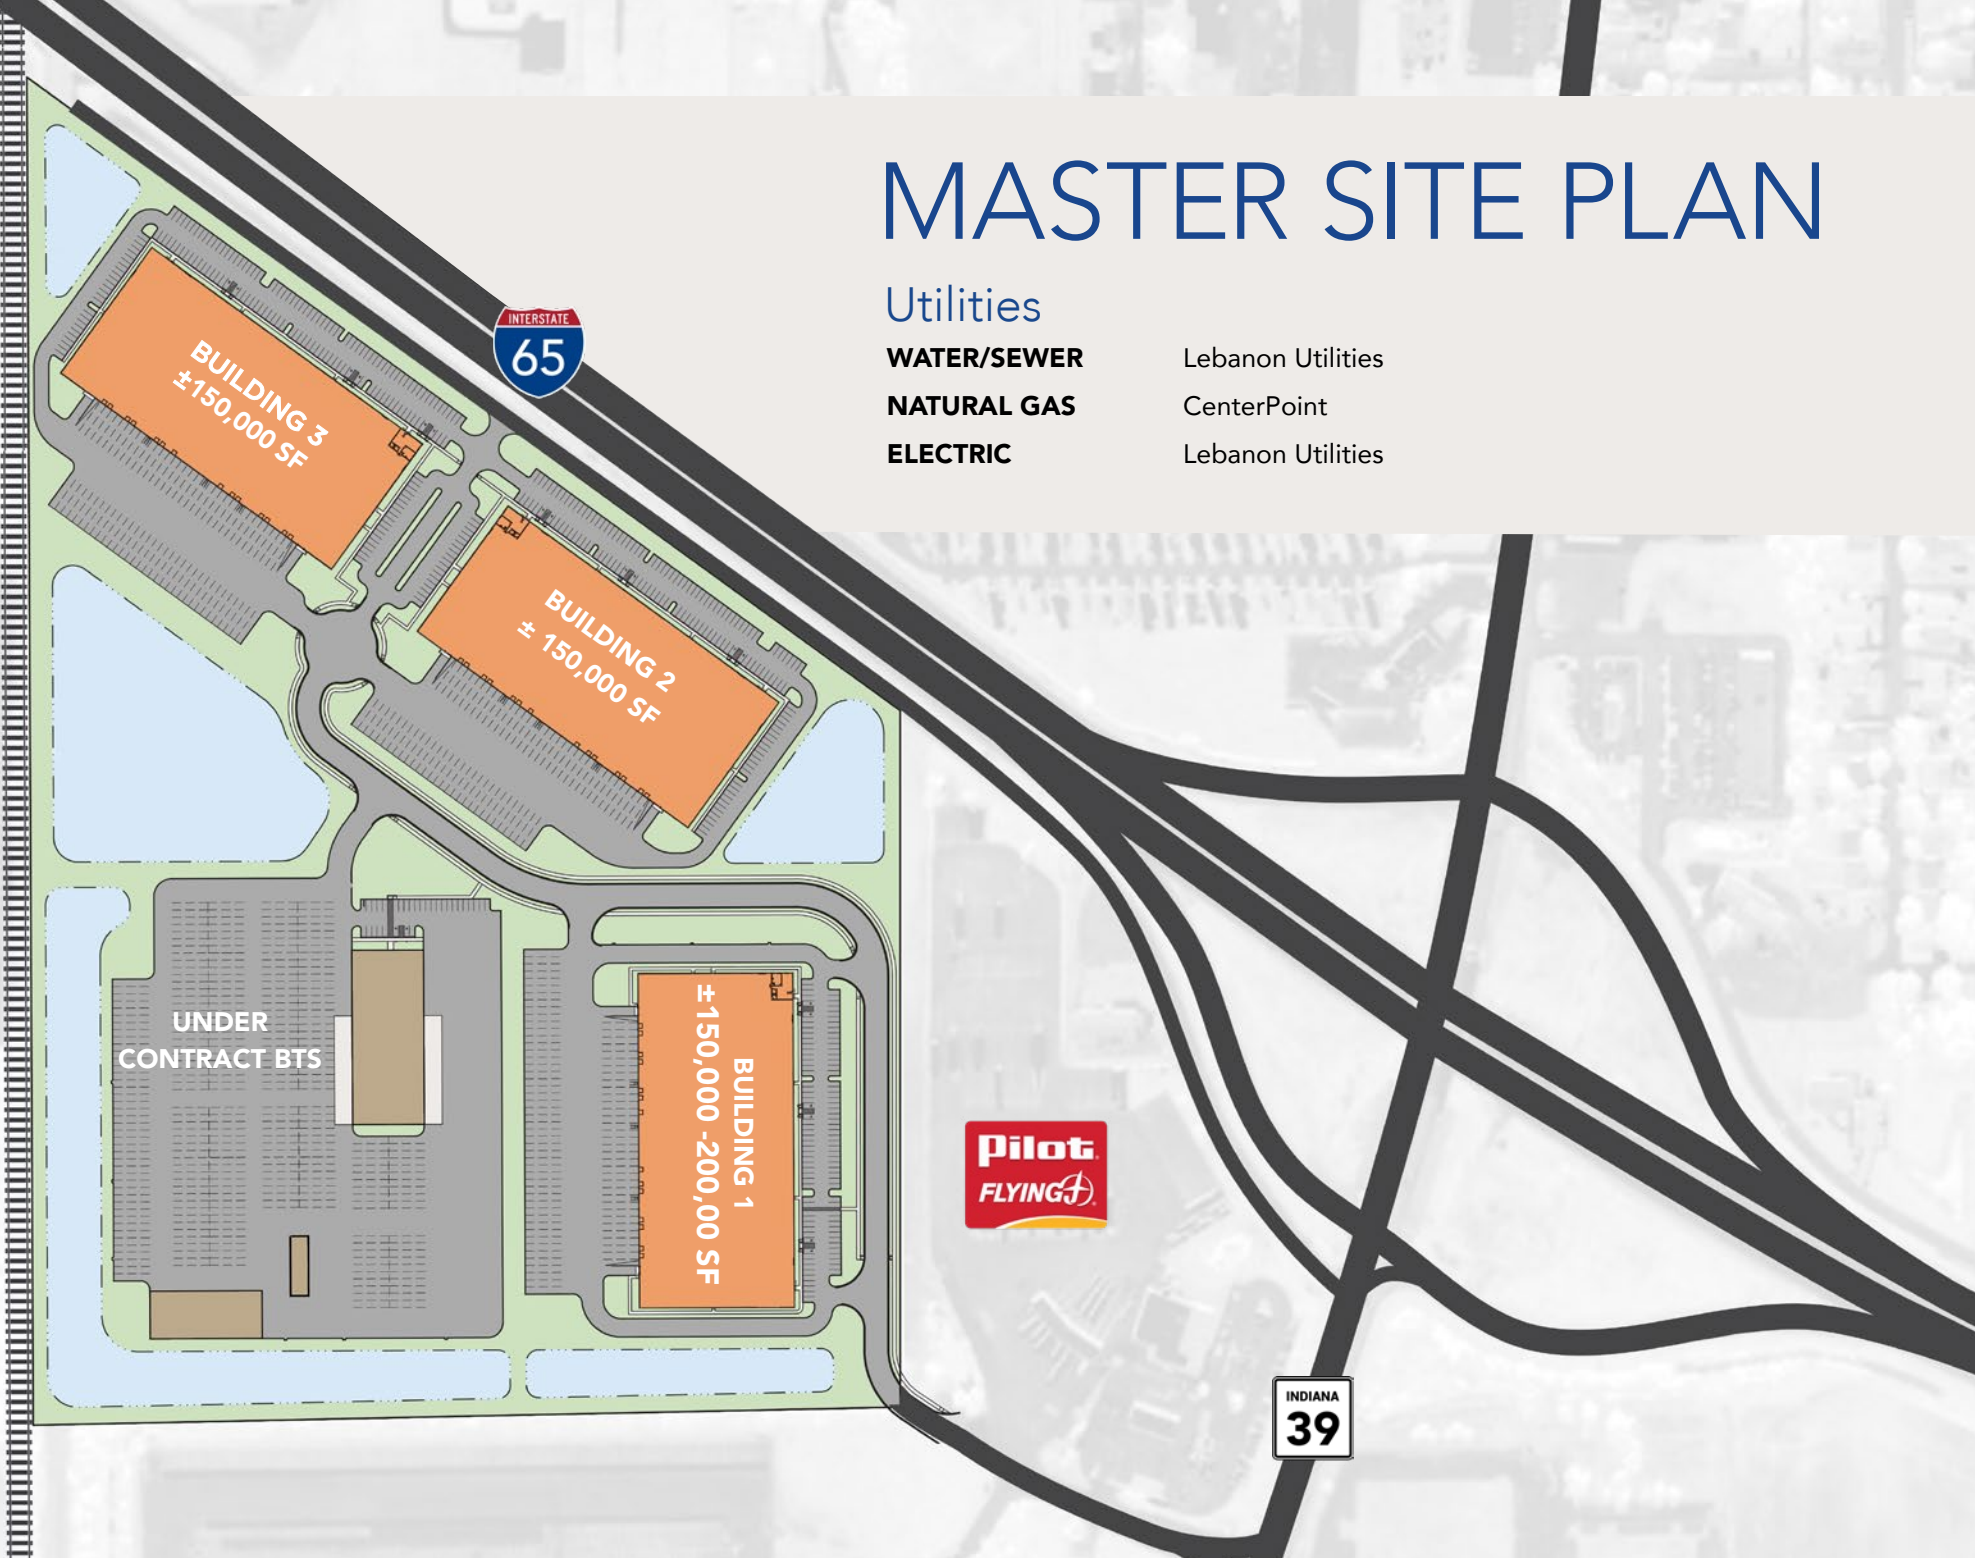 MASTER SITE PLAN
Utilities
WATER/SEWER Lebanon Utilities
NATURAL GAS CenterPoint
ELECTRIC Lebanon Utilities
INTERSTATE
65
BUILDING 3
±150,000 SF
BUILDING 2
± 150,000 SF
UNDER
CONTRACT BTS
BUILDING 1
±150,000 -200,00 SF
Pilot
FLYING J
INDIANA
39